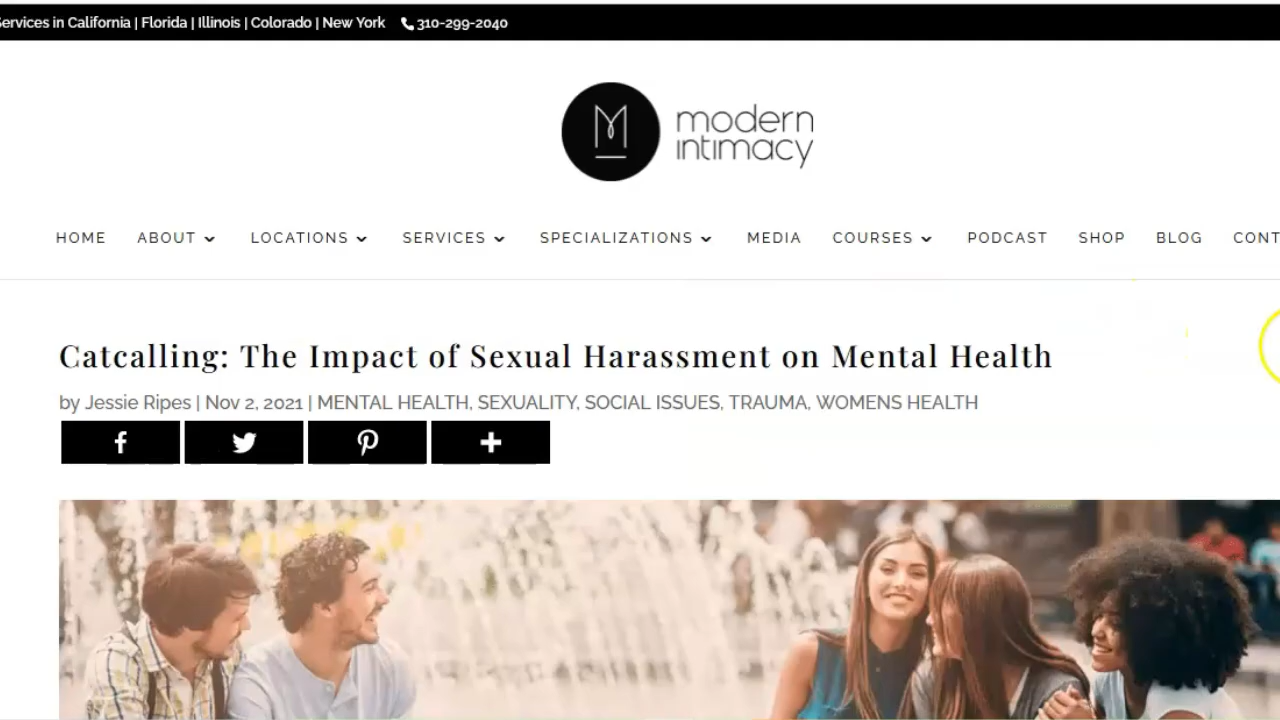 Services in California | Florida | Illinois | Colorado | New York 310-299-2040
modern
intimacy
HOME ABOUT LOCATIONS SERVICES SPECIALIZATIONS MEDIA COURSES PODCAST SHOP BLOG CONT
Catcalling: The Impact of Sexual Harassment on Mental Health
by Jessie Ripes | Nov 2, 2021 | MENTAL HEALTH, SEXUALITY, SOCIAL ISSUES, TRAUMA, WOMENS HEALTH